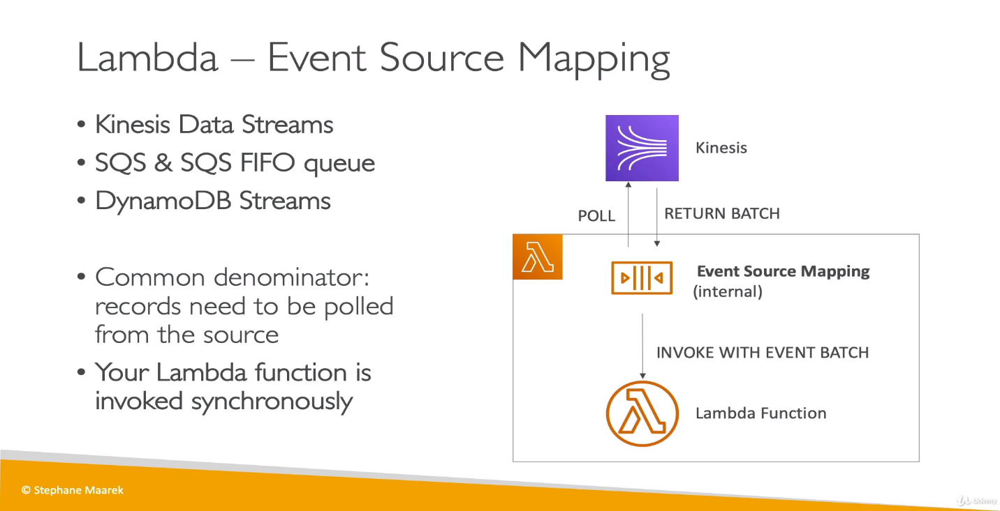 Lambda – Event Source Mapping
• Kinesis Data Streams
• SQS & SQS FIFO queue
• DynamoDB Streams
• Common denominator:
records need to be polled
from the source
• Your Lambda function is
invoked synchronously
Kinesis
POLL
RETURN BATCH
Event Source Mapping
(internal)
INVOKE WITH EVENT BATCH
Lambda Function
© Stephane Maarek
Udemy